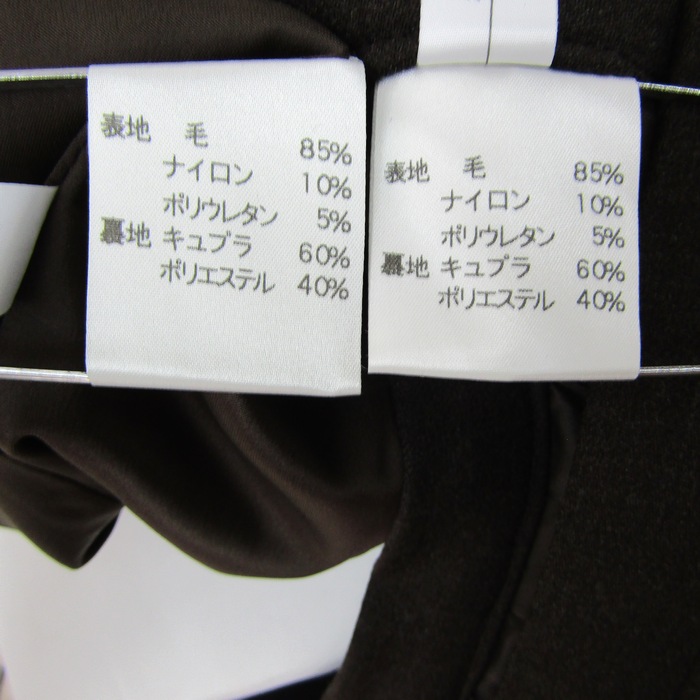 表地 毛 85%
ナイロン 10%
ポリウレタン 5%
裏地 キュプラ 60%
ポリエステル 40%
表地 毛 85%
ナイロン 10%
ポリウレタン 5%
裏地 キュプラ 60%
ポリエステル 40%